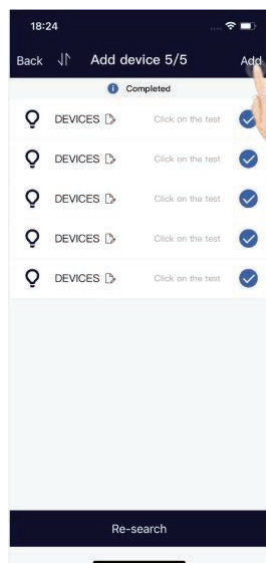 18:24
Back Add device 5/5 Add
Completed
DEVICES Click on the test
DEVICES Click on the test
DEVICES Click on the test
DEVICES Click on the test
DEVICES Click on the test
Re-search